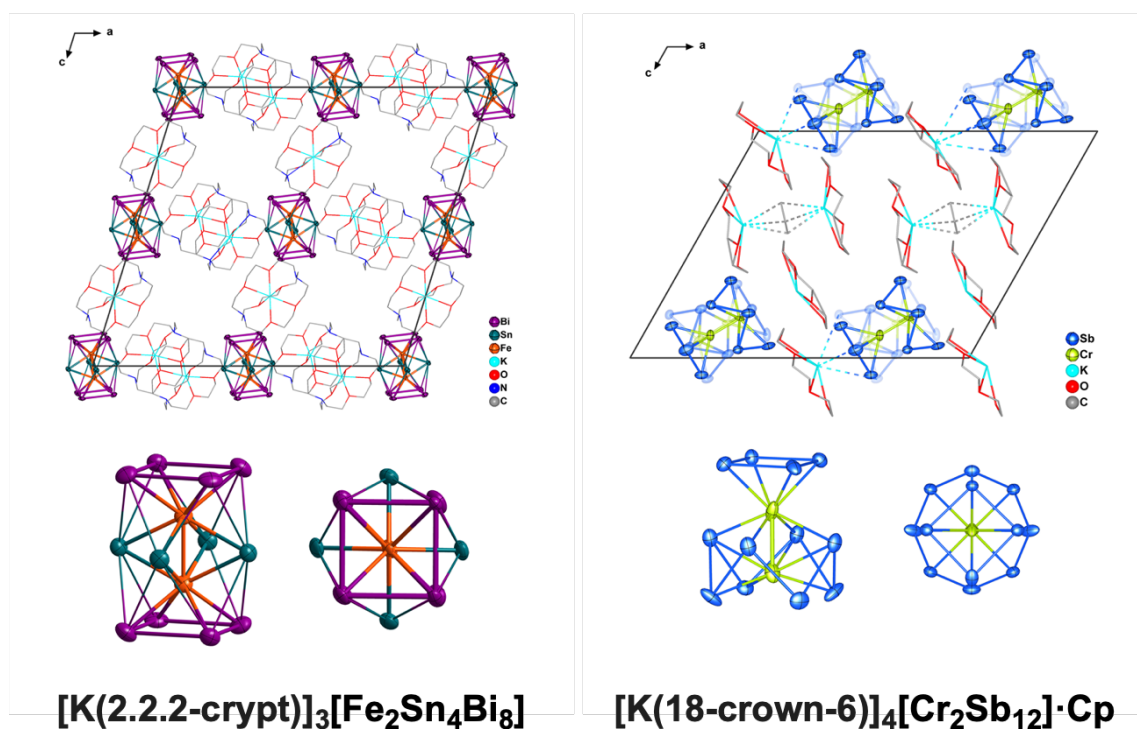 a
c
Bi
Sn
Fe
K
O
N
C
[K(2.2.2-crypt)]₃[Fe₂Sn₄Bi₈]
a
c
Sb
Cr
K
O
C
[K(18-crown-6)]₄[Cr₂Sb₁₂]·Cp